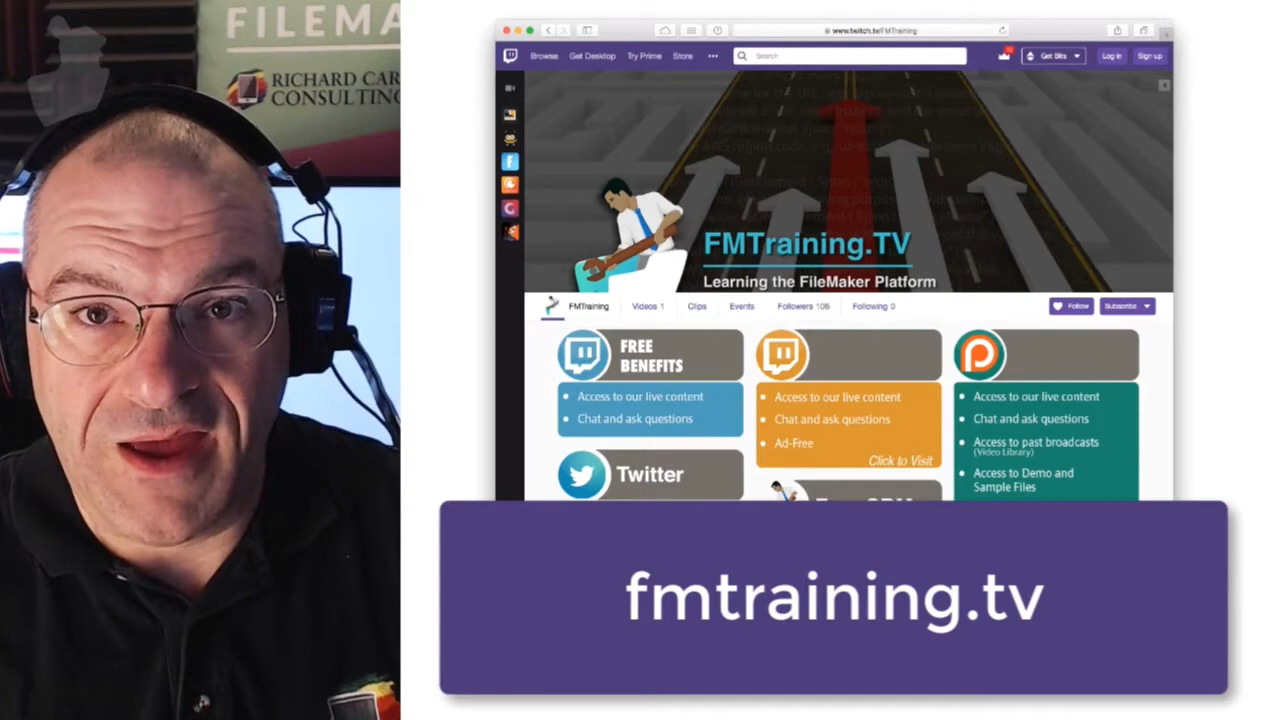 FILEMA
RICHARD CAR
CONSULTING
www.twitch.tv/FMTraining
Browse Get Desktop Try Prime Store ••• Search Get Bits Log in Sign up
FMTraining.TV
Learning the FileMaker Platform
FMTraining Videos 1 Clips Events Followers 106 Following 0 Follow Subscribe
FREE
BENEFITS
• Access to our live content
• Chat and ask questions
Twitter
• Access to our live content
• Chat and ask questions
• Ad-Free
Click to Visit
• Access to our live content
• Chat and ask questions
• Access to past broadcasts
(Video Library)
• Access to Demo and
Sample Files
fmtraining.tv